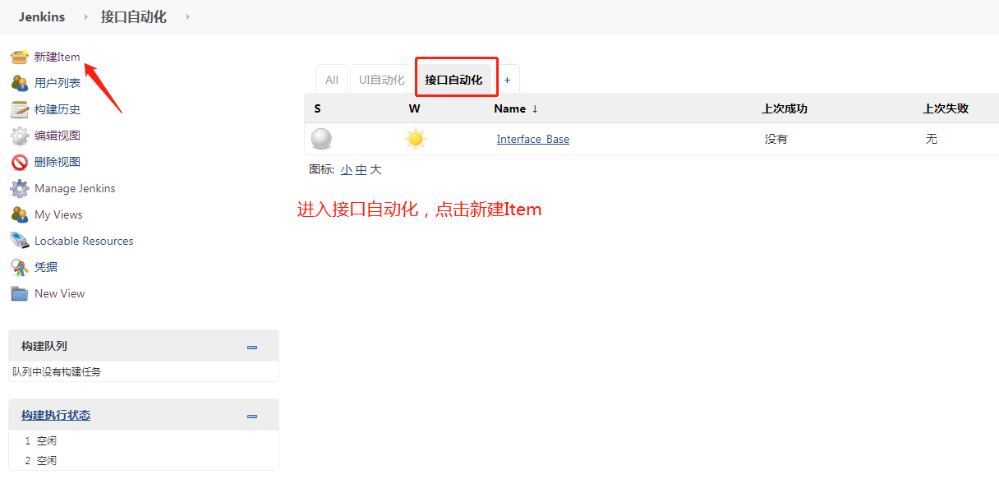 Jenkins 接口自动化
新建Item
用户列表
构建历史
编辑视图
删除视图
Manage Jenkins
My Views
Lockable Resources
凭据
New View
构建队列
队列中没有构建任务
构建执行状态
1 空闲
2 空闲
All UI自动化 接口自动化 +
S W Name ↓ 上次成功 上次失败
Interface_Base 没有 无
图标: 小 中 大
进入接口自动化，点击新建Item